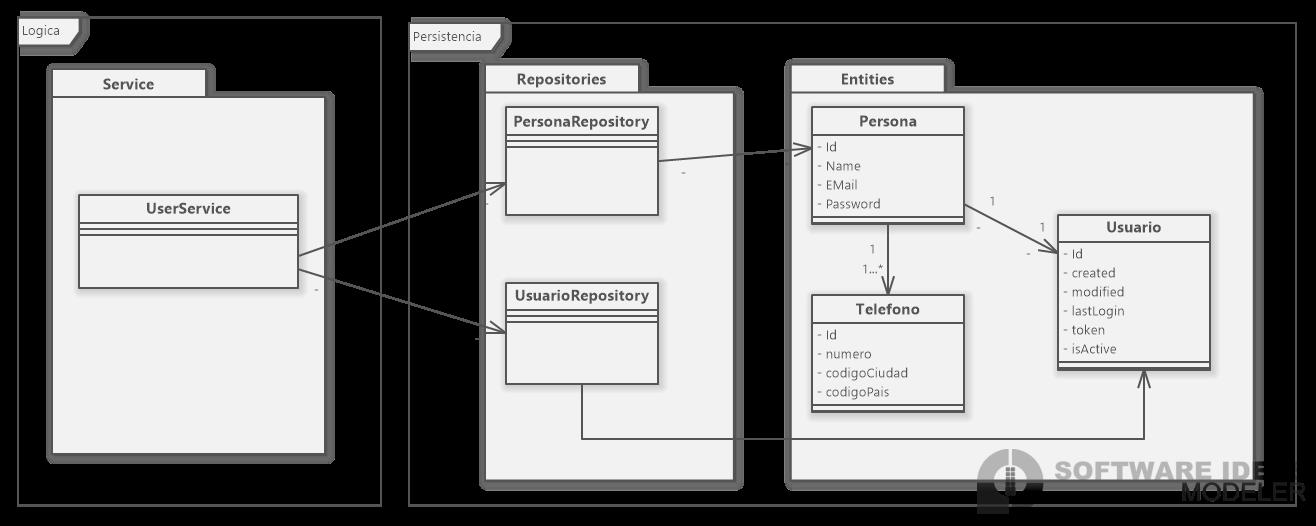 Logica
Service
UserService
-
Persistencia
Repositories
PersonaRepository
-
-
UsuarioRepository
-
Entities
Persona
- Id
- Name
- EMail
- Password
1
-
1
-
1
1...*
Telefono
- Id
- numero
- codigoCiudad
- codigoPais
Usuario
- Id
- created
- modified
- lastLogin
- token
- isActive
SOFTWARE IDEAS
MODELER